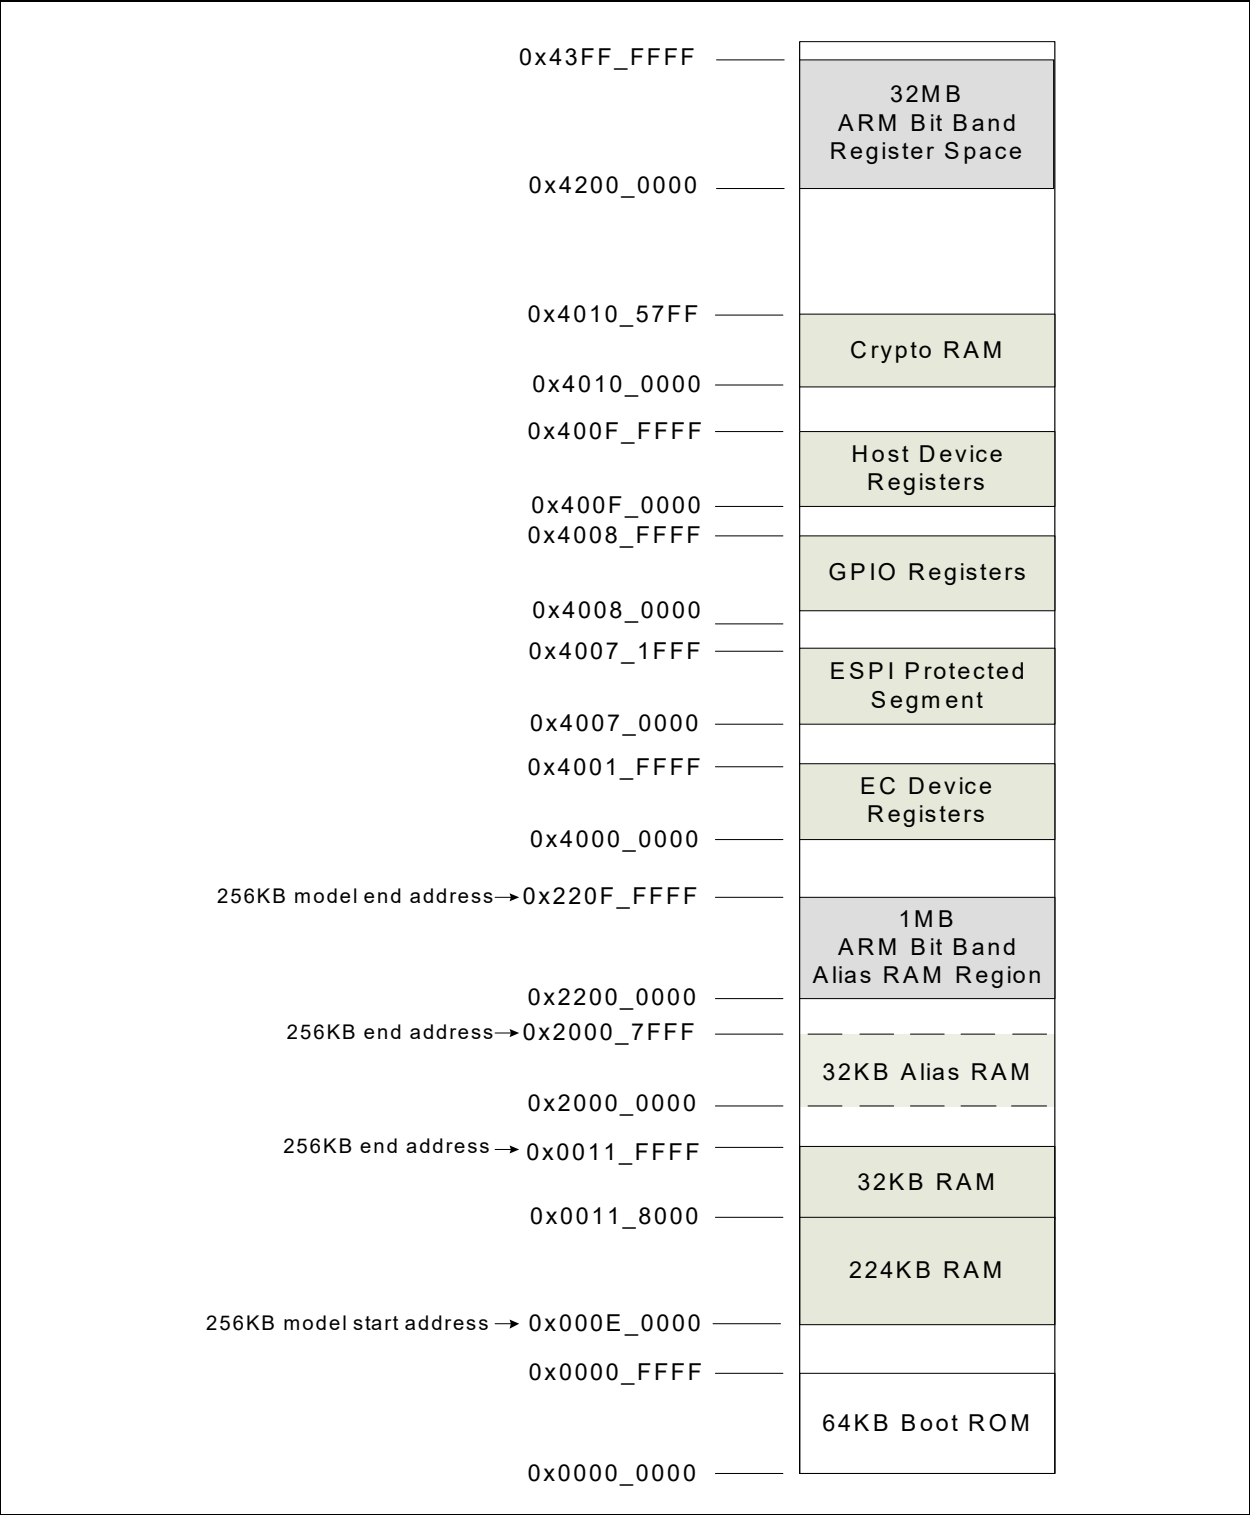 0x43FF_FFFF
32MB
ARM Bit Band
Register Space
0x4200_0000
0x4010_57FF
Crypto RAM
0x4010_0000
0x400F_FFFF
Host Device
Registers
0x400F_0000
0x4008_FFFF
GPIO Registers
0x4008_0000
0x4007_1FFF
ESPI Protected
Segment
0x4007_0000
0x4001_FFFF
EC Device
Registers
0x4000_0000
256KB model end address→0x220F_FFFF
1MB
ARM Bit Band
Alias RAM Region
0x2200_0000
256KB end address→0x2000_7FFF
32KB Alias RAM
0x2000_0000
256KB end address→0x0011_FFFF
32KB RAM
0x0011_8000
224KB RAM
256KB model start address→0x000E_0000
0x0000_FFFF
64KB Boot ROM
0x0000_0000